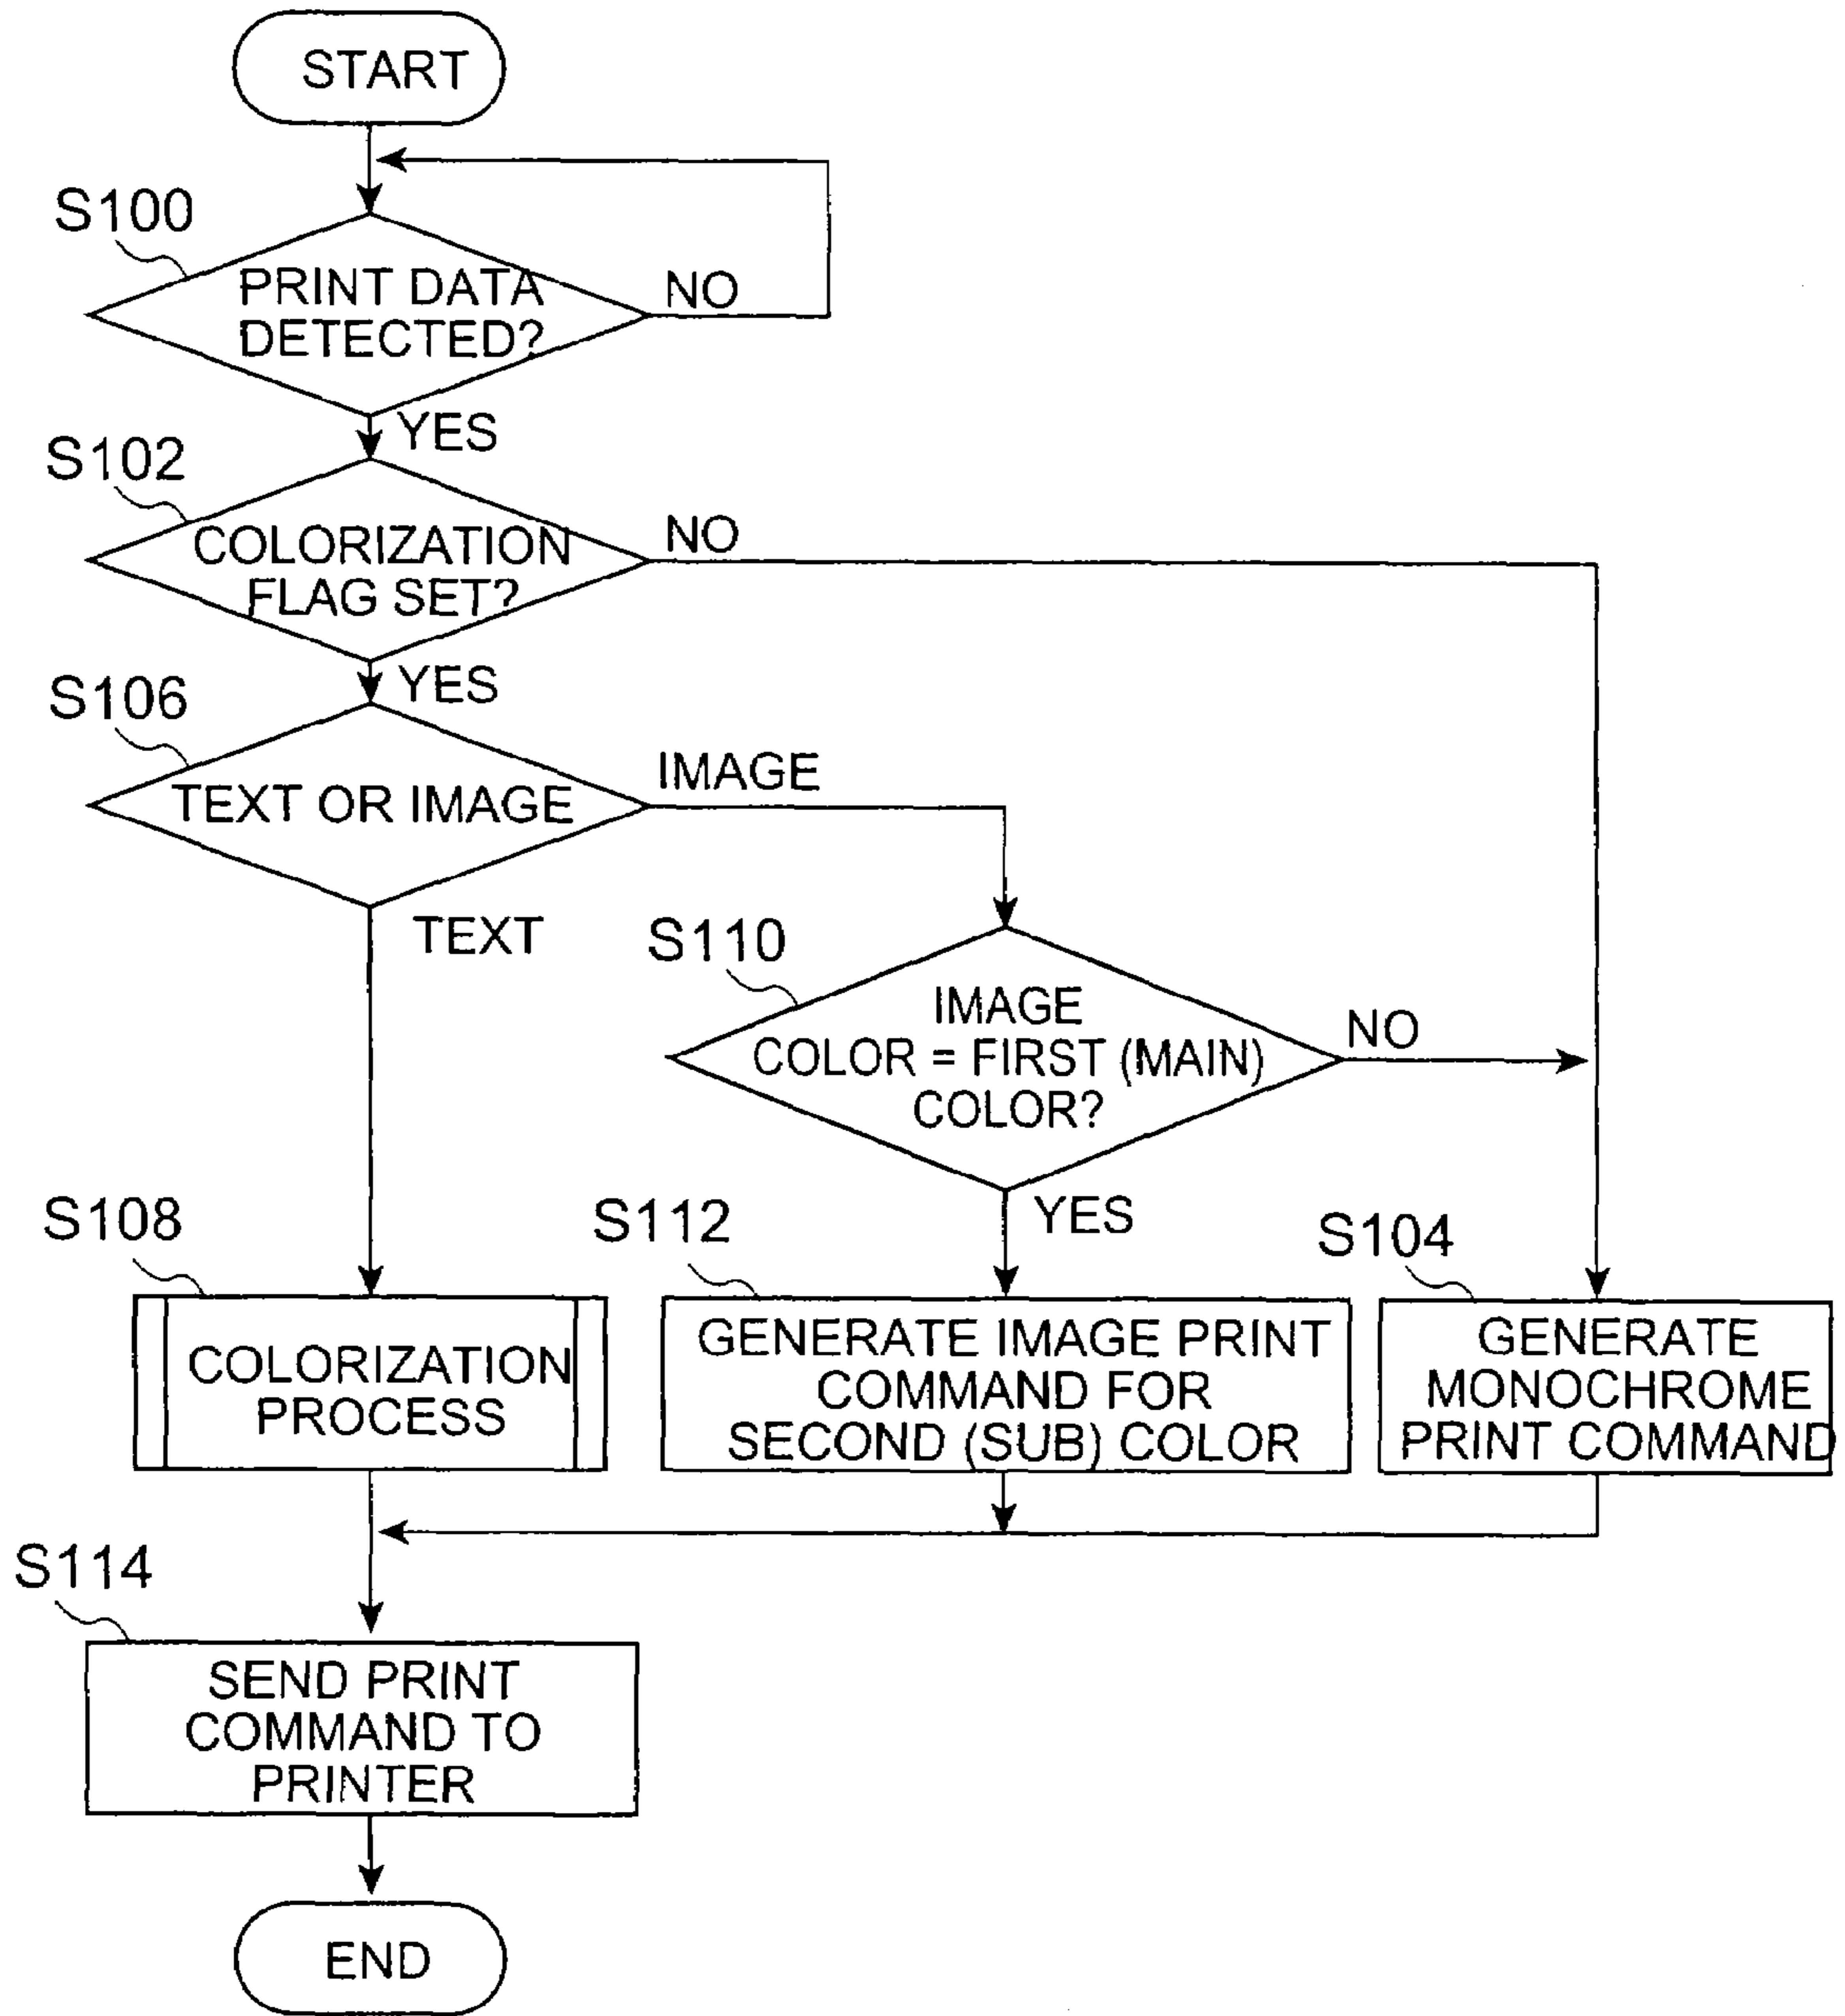 START
S100
PRINT DATA
DETECTED?
NO
YES
S102
COLORIZATION
FLAG SET?
NO
YES
S106
TEXT OR IMAGE
IMAGE
TEXT
S110
IMAGE
COLOR = FIRST (MAIN)
COLOR?
NO
YES
S108
COLORIZATION
PROCESS
S112
GENERATE IMAGE PRINT
COMMAND FOR
SECOND (SUB) COLOR
S104
GENERATE
MONOCHROME
PRINT COMMAND
S114
SEND PRINT
COMMAND TO
PRINTER
END